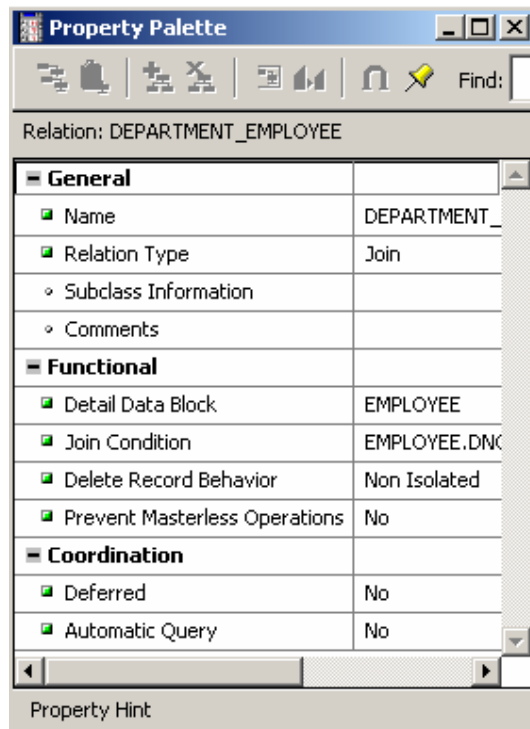 Property Palette
Find:
Relation: DEPARTMENT_EMPLOYEE
General
Name DEPARTMENT_
Relation Type Join
Subclass Information
Comments
Functional
Detail Data Block EMPLOYEE
Join Condition EMPLOYEE.DNO
Delete Record Behavior Non Isolated
Prevent Masterless Operations No
Coordination
Deferred No
Automatic Query No
Property Hint